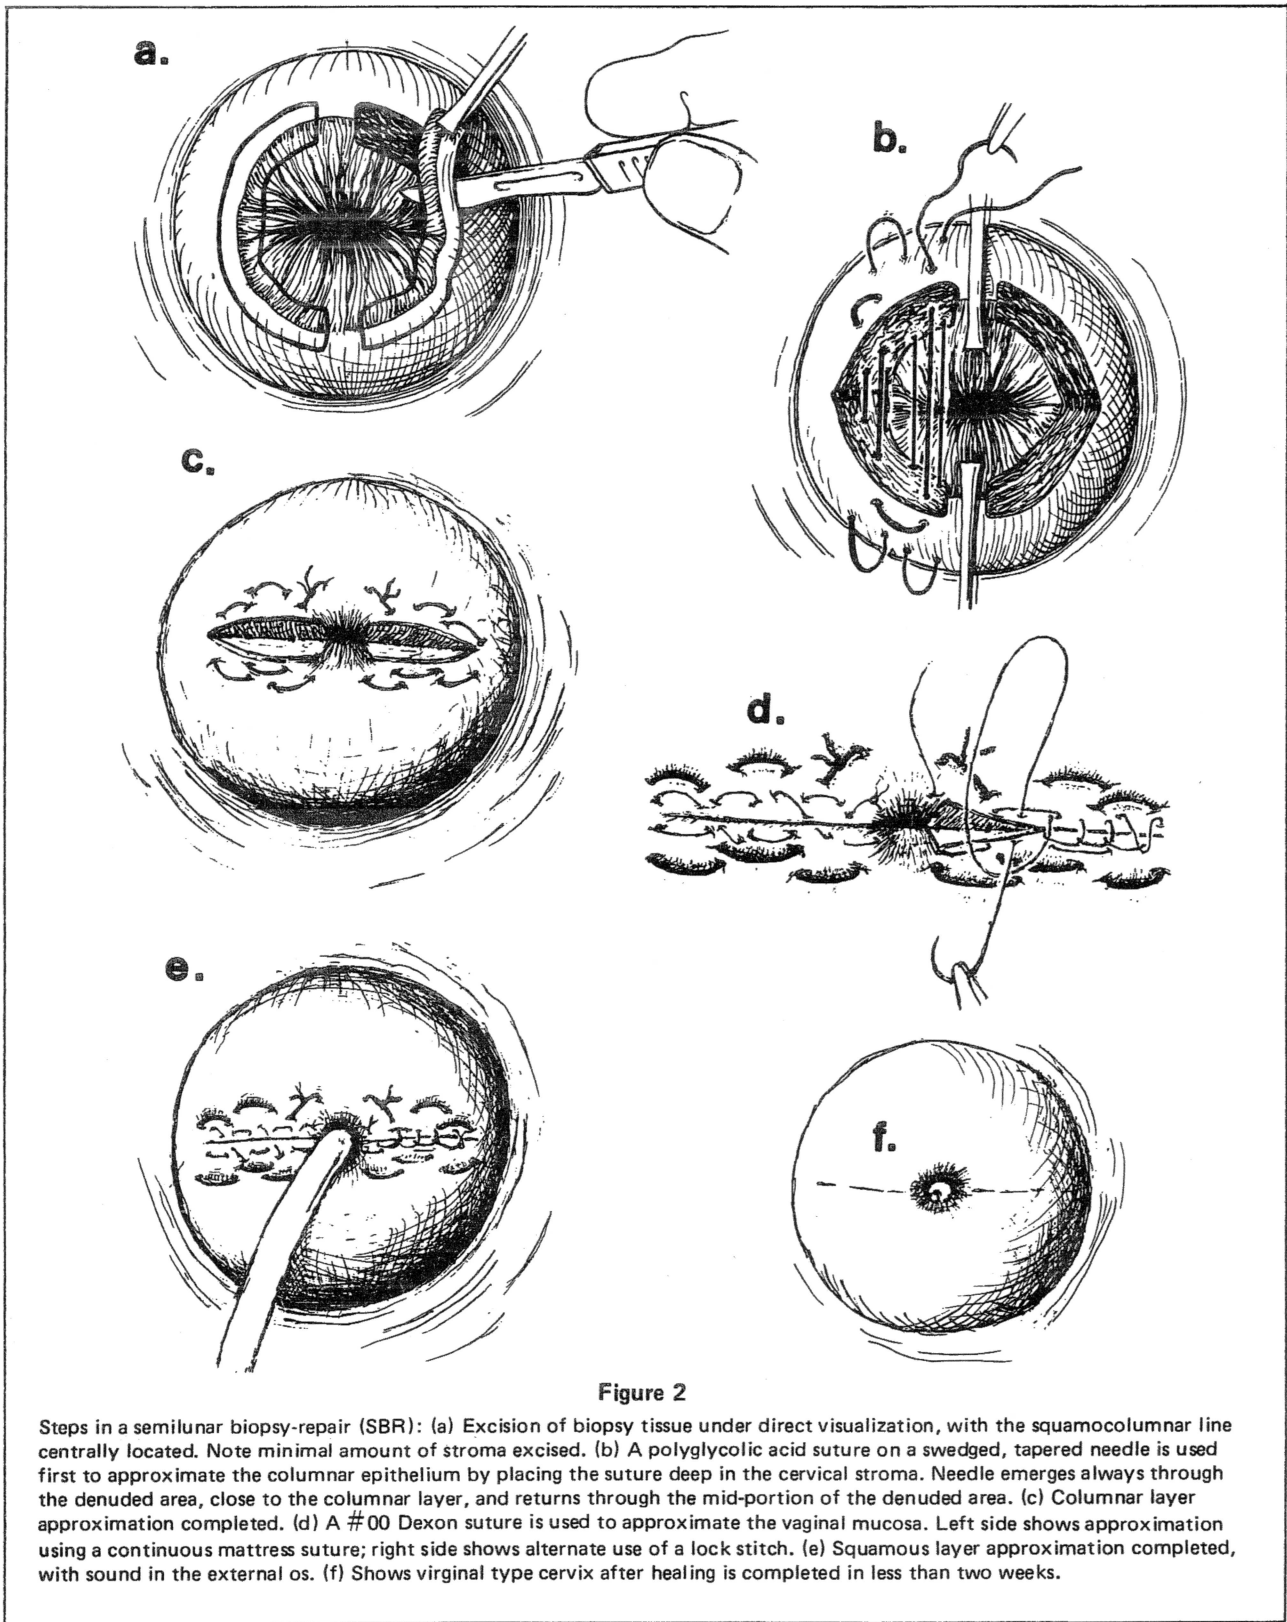 a.
b.
c.
d.
e.
f.
Figure 2
Steps in a semilunar biopsy-repair (SBR): (a) Excision of biopsy tissue under direct visualization, with the squamocolumnar line
centrally located. Note minimal amount of stroma excised. (b) A polyglycolic acid suture on a swedged, tapered needle is used
first to approximate the columnar epithelium by placing the suture deep in the cervical stroma. Needle emerges always through
the denuded area, close to the columnar layer, and returns through the mid-portion of the denuded area. (c) Columnar layer
approximation completed. (d) A #00 Dexon suture is used to approximate the vaginal mucosa. Left side shows approximation
using a continuous mattress suture; right side shows alternate use of a lock stitch. (e) Squamous layer approximation completed,
with sound in the external os. (f) Shows virginal type cervix after healing is completed in less than two weeks.